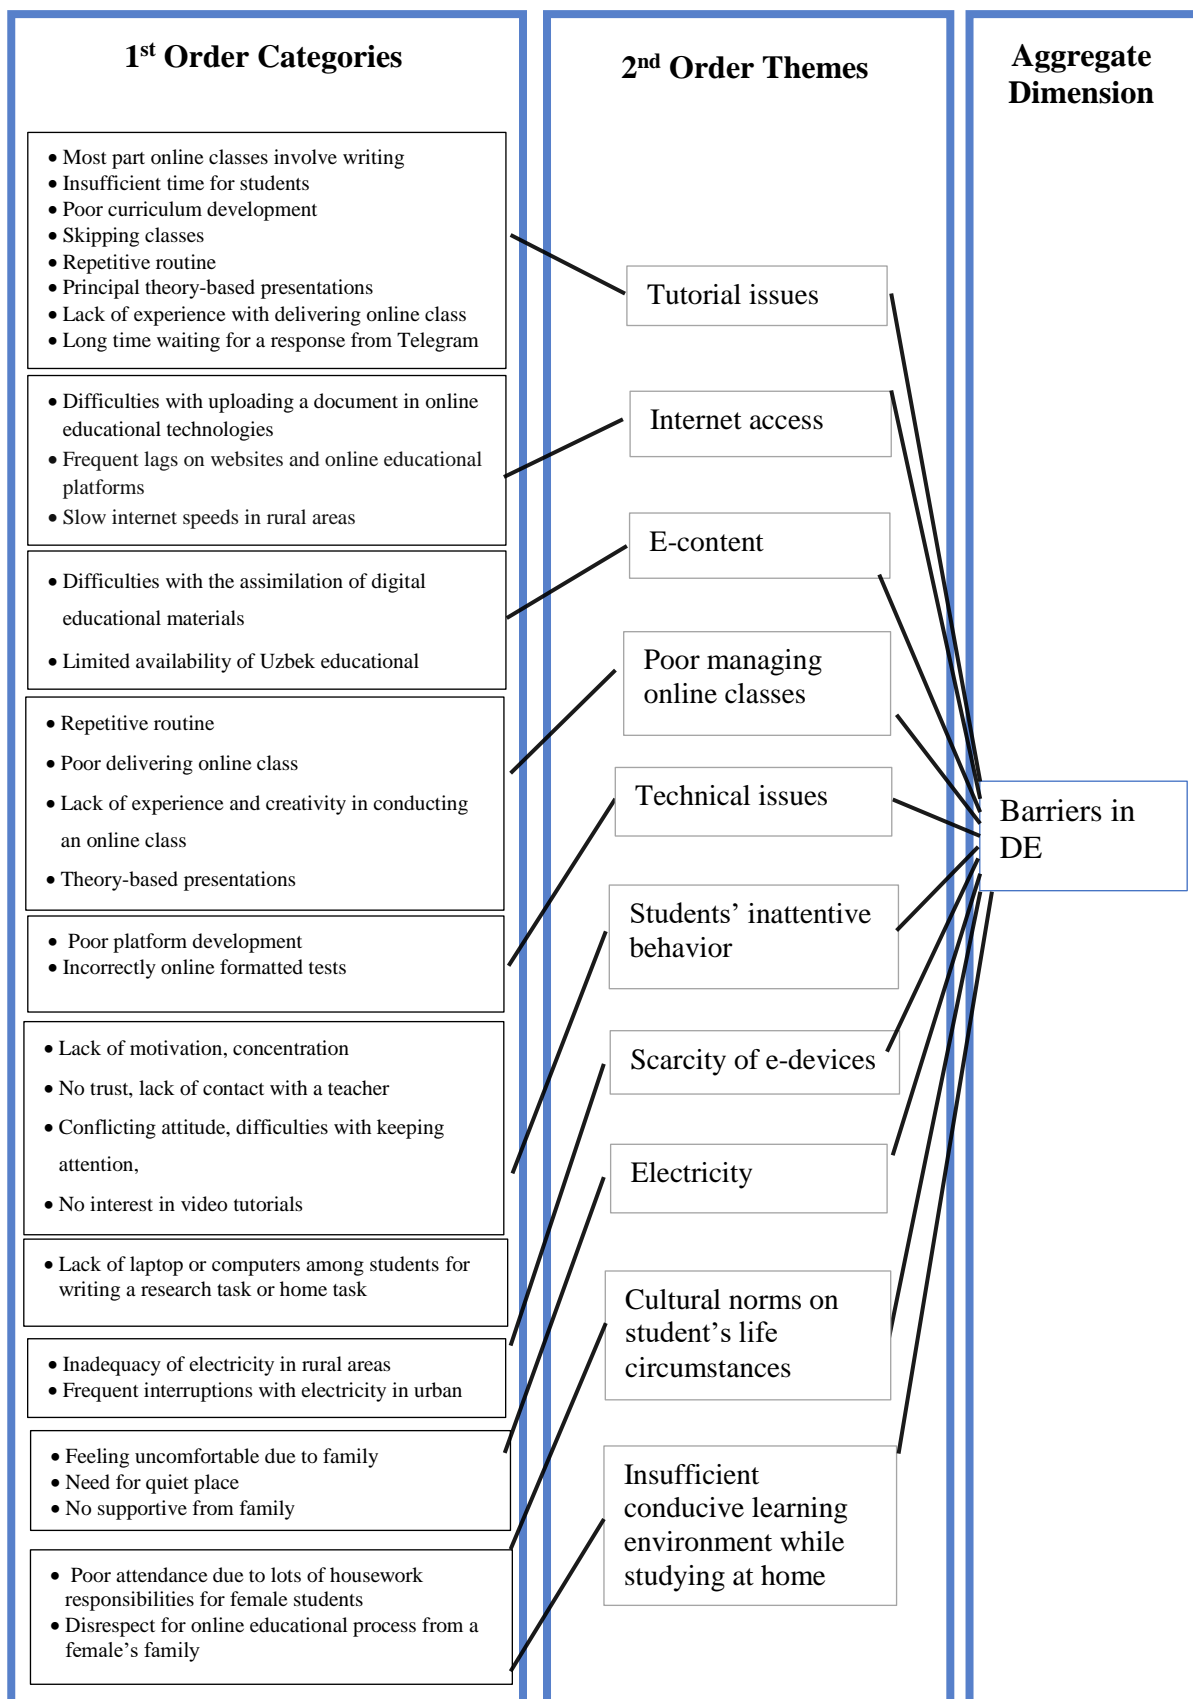 1st Order Categories
• Most part online classes involve writing
• Insufficient time for students
• Poor curriculum development
• Skipping classes
• Repetitive routine
• Principal theory-based presentations
• Lack of experience with delivering online class
• Long time waiting for a response from Telegram
• Difficulties with uploading a document in online
educational technologies
• Frequent lags on websites and online educational
platforms
• Slow internet speeds in rural areas
• Difficulties with the assimilation of digital
educational materials
• Limited availability of Uzbek educational
• Repetitive routine
• Poor delivering online class
• Lack of experience and creativity in conducting
an online class
• Theory-based presentations
• Poor platform development
• Incorrectly online formatted tests
• Lack of motivation, concentration
• No trust, lack of contact with a teacher
• Conflicting attitude, difficulties with keeping
attention,
• No interest in video tutorials
• Lack of laptop or computers among students for
writing a research task or home task
• Inadequacy of electricity in rural areas
• Frequent interruptions with electricity in urban
• Feeling uncomfortable due to family
• Need for quiet place
• No supportive from family
• Poor attendance due to lots of housework
responsibilities for female students
• Disrespect for online educational process from a
female’s family
2nd Order Themes
Tutorial issues
Internet access
E-content
Poor managing
online classes
Technical issues
Students’ inattentive
behavior
Scarcity of e-devices
Electricity
Cultural norms on
student’s life
circumstances
Insufficient
conducive learning
environment while
studying at home
Aggregate
Dimension
Barriers in
DE